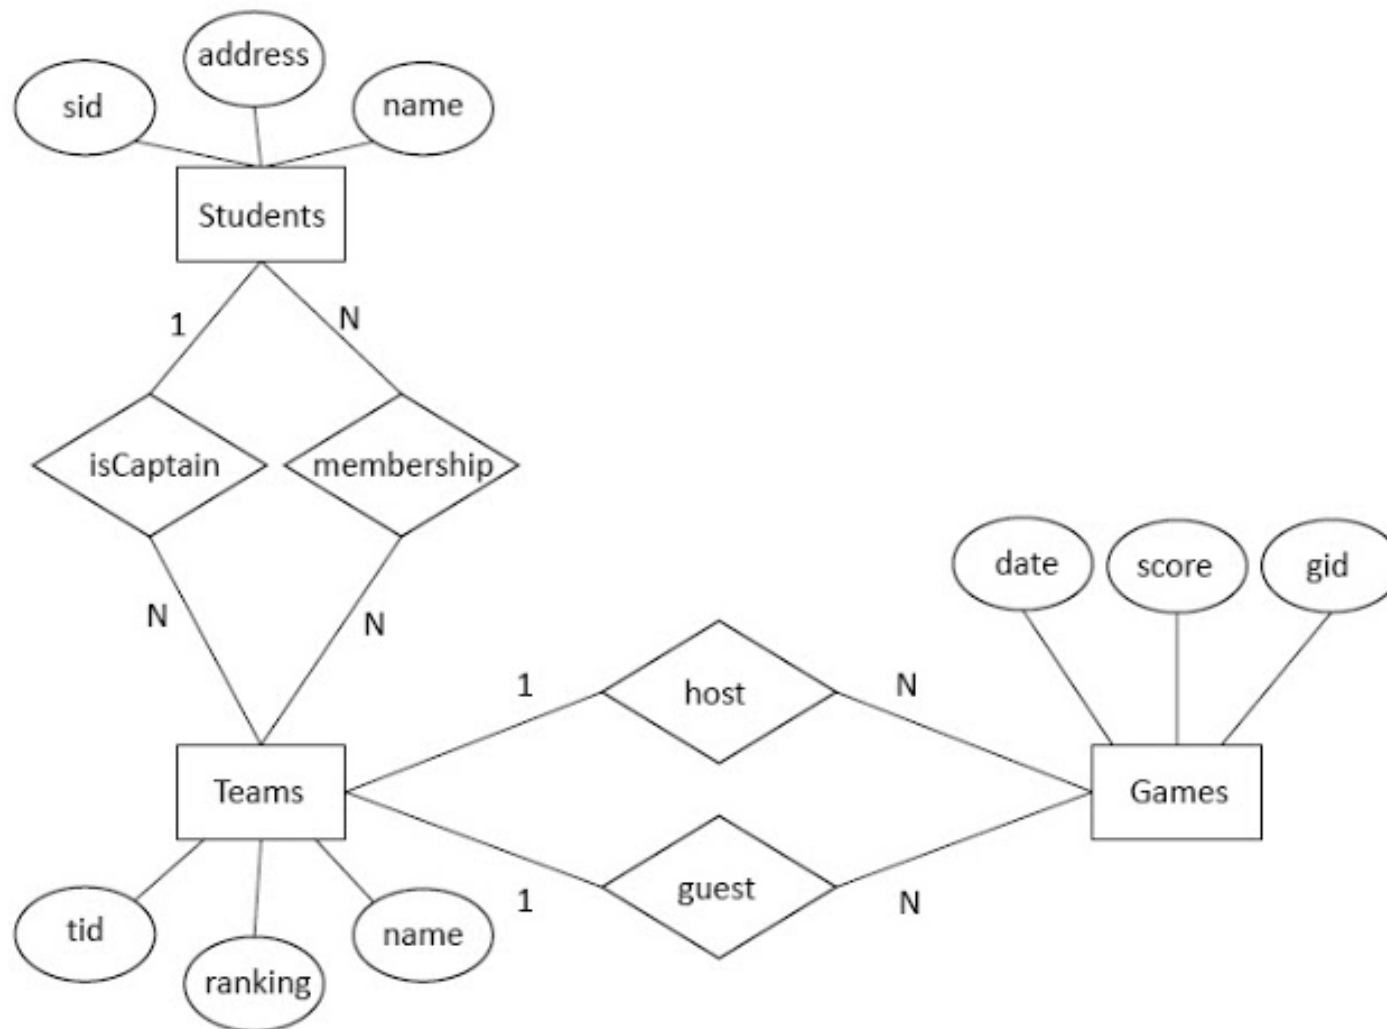 address
sid
name
Students
1
N
isCaptain
membership
N
N
date
score
gid
1
host
N
Teams
Games
1
guest
N
tid
ranking
name